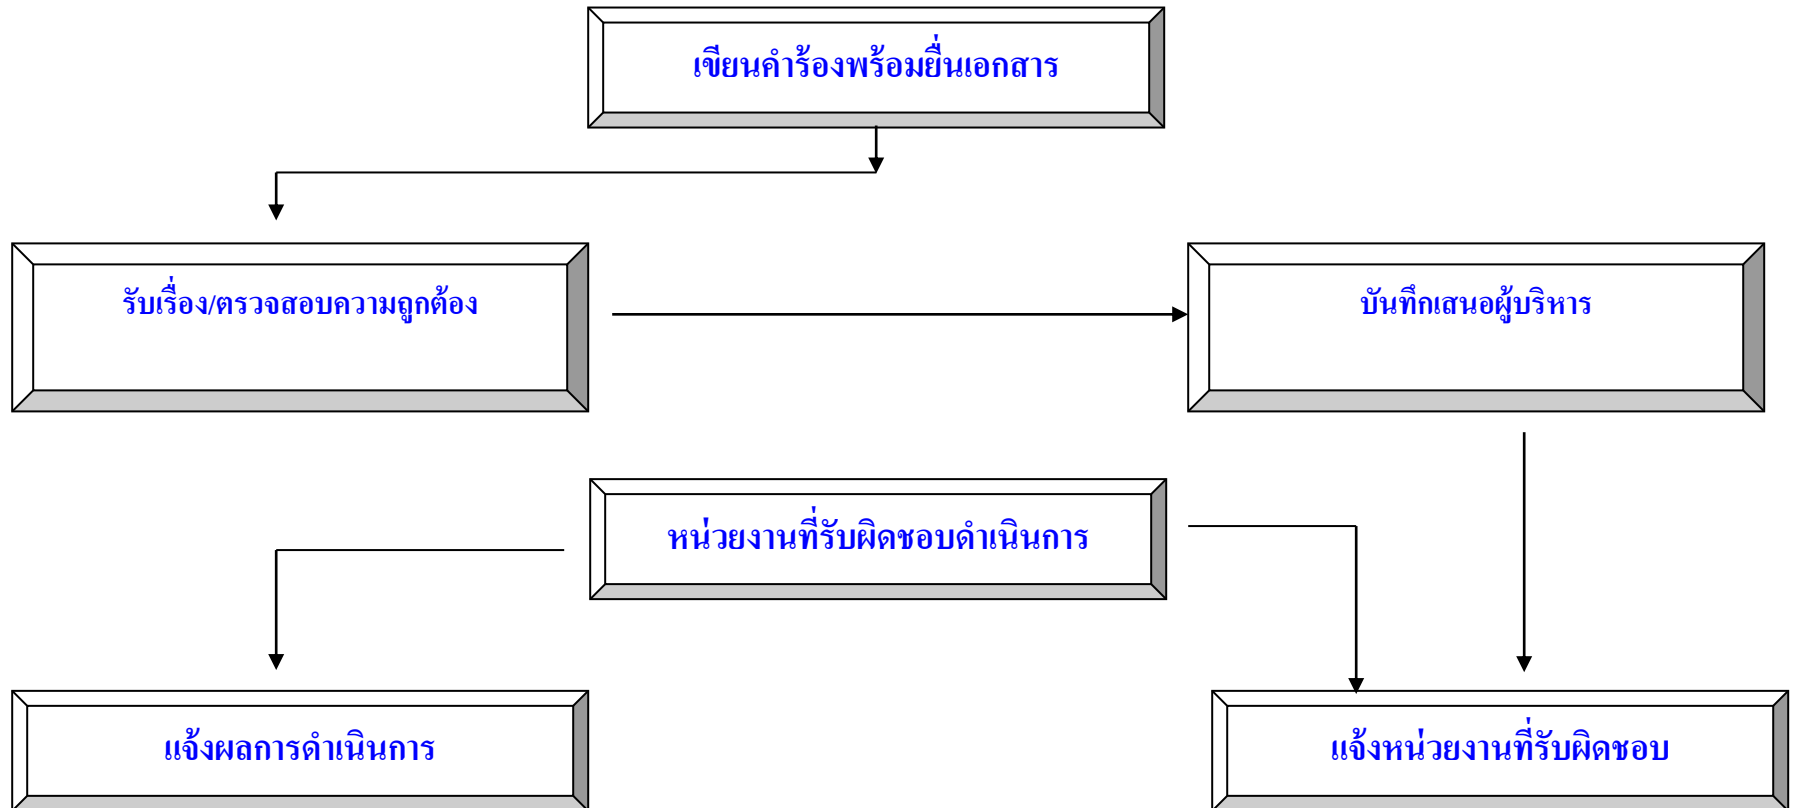 เขียนคำร้องพร้อมยื่นเอกสาร
รับเรื่อง/ตรวจสอบความถูกต้อง
บันทึกเสนอผู้บริหาร
หน่วยงานที่รับผิดชอบดำเนินการ
แจ้งผลการดำเนินการ
แจ้งหน่วยงานที่รับผิดชอบ